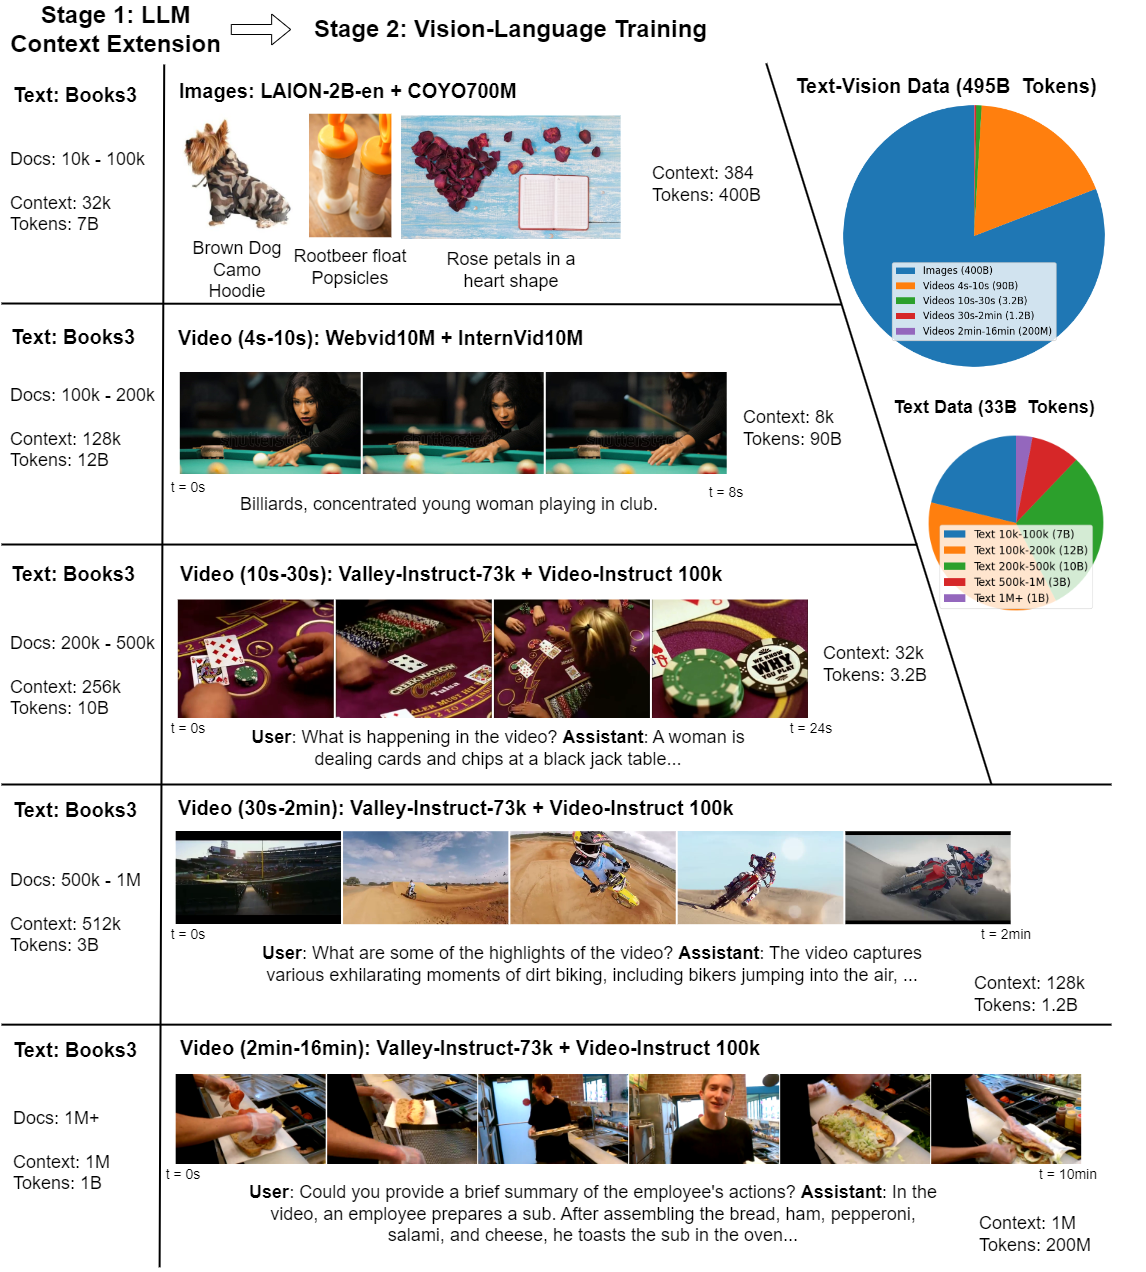 Stage 1: LLM
Context Extension
Stage 2: Vision-Language Training
Text: Books3
Docs: 10k - 100k
Context: 32k
Tokens: 7B
Images: LAION-2B-en + COYO700M
Brown Dog
Camo
Hoodie
Rootbeer float
Popsicles
Rose petals in a
heart shape
Context: 384
Tokens: 400B
Text-Vision Data (495B Tokens)
Images (400B)
Videos 4s-10s (90B)
Videos 10s-30s (3.2B)
Videos 30s-2min (1.2B)
Videos 2min-16min (200M)
Text: Books3
Docs: 100k - 200k
Context: 128k
Tokens: 12B
Video (4s-10s): Webvid10M + InternVid10M
t = 0s
t = 8s
Billiards, concentrated young woman playing in club.
Context: 8k
Tokens: 90B
Text Data (33B Tokens)
Text 10k-100k (7B)
Text 100k-200k (12B)
Text 200k-500k (10B)
Text 500k-1M (3B)
Text 1M+ (1B)
Text: Books3
Docs: 200k - 500k
Context: 256k
Tokens: 10B
Video (10s-30s): Valley-Instruct-73k + Video-Instruct 100k
CREEK NATION
Casino
Tulsa
WE KNOW
WHY
YOU PLAY
t = 0s
t = 24s
User: What is happening in the video? Assistant: A woman is
dealing cards and chips at a black jack table...
Context: 32k
Tokens: 3.2B
Text: Books3
Docs: 500k - 1M
Context: 512k
Tokens: 3B
Video (30s-2min): Valley-Instruct-73k + Video-Instruct 100k
t = 0s
t = 2min
User: What are some of the highlights of the video? Assistant: The video captures
various exhilarating moments of dirt biking, including bikers jumping into the air, ...
Context: 128k
Tokens: 1.2B
Text: Books3
Docs: 1M+
Context: 1M
Tokens: 1B
Video (2min-16min): Valley-Instruct-73k + Video-Instruct 100k
t = 0s
t = 10min
User: Could you provide a brief summary of the employee's actions? Assistant: In the
video, an employee prepares a sub. After assembling the bread, ham, pepperoni,
salami, and cheese, he toasts the sub in the oven...
Context: 1M
Tokens: 200M